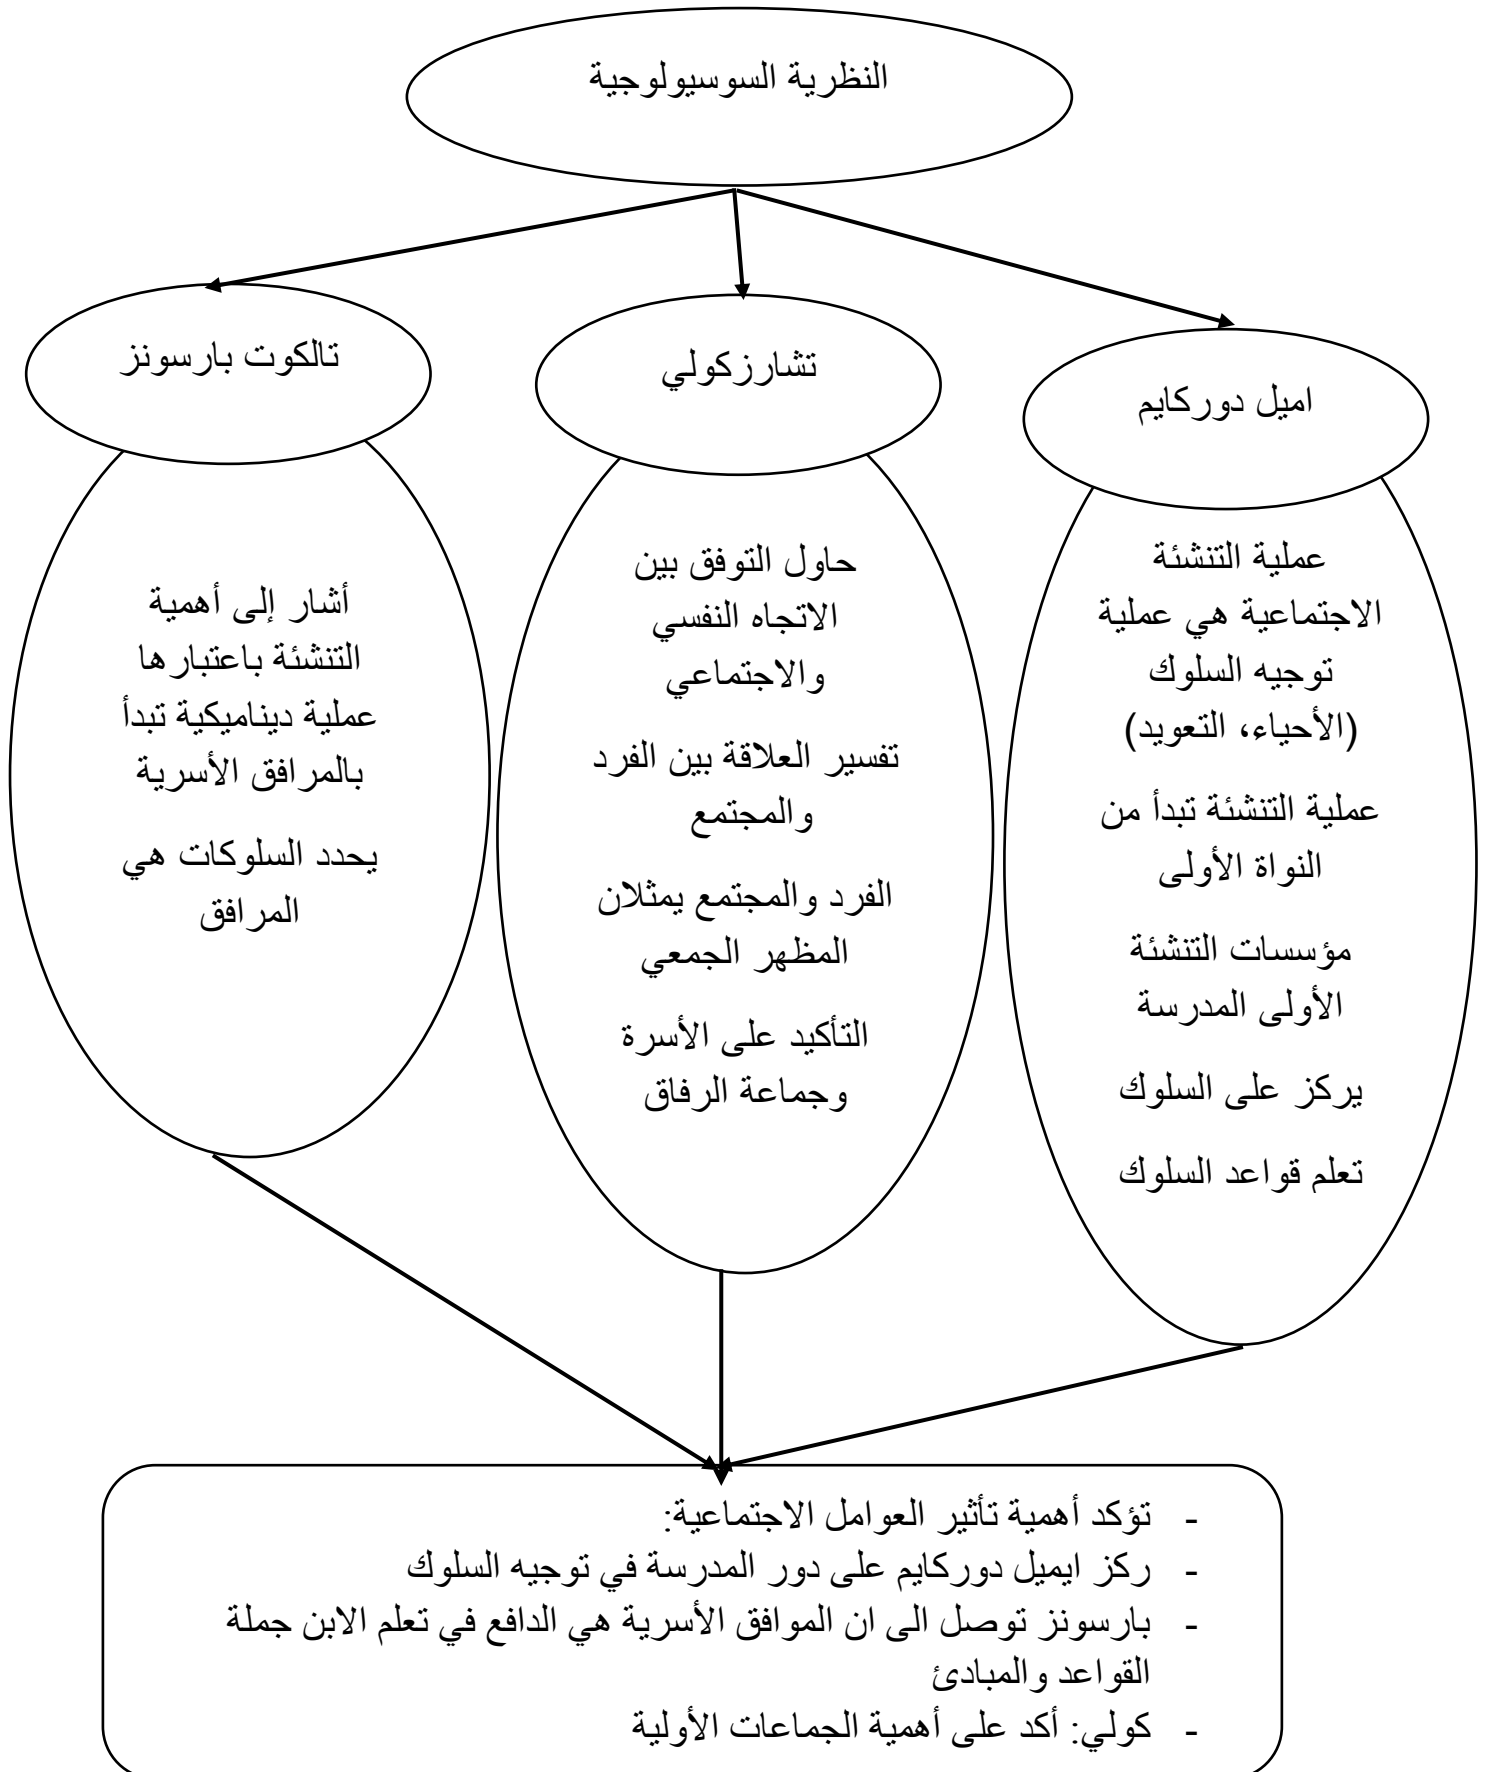 النظرية السوسيولوجية
اميل دوركايم
عملية التنشئة
الاجتماعية هي عملية
توجيه السلوك
(الأحياء، التعويد)
عملية التنشئة تبدأ من
النواة الأولى
مؤسسات التنشئة
الأولى المدرسة
يركز على السلوك
تعلم قواعد السلوك
تشارزكولي
حاول التوفق بين
الاتجاه النفسي
والاجتماعي
تفسير العلاقة بين الفرد
والمجتمع
الفرد والمجتمع يمثلان
المظهر الجمعي
التأكيد على الأسرة
وجماعة الرفاق
تالكوت بارسونز
أشار إلى أهمية
التنشئة باعتبارها
عملية ديناميكية تبدأ
بالمرافق الأسرية
يحدد السلوكات هي
المرافق
- تؤكد أهمية تأثير العوامل الاجتماعية:
- ركز ايميل دوركايم على دور المدرسة في توجيه السلوك
- بارسونز توصل الى ان الموافق الأسرية هي الدافع في تعلم الابن جملة
القواعد والمبادئ
- كولي: أكد على أهمية الجماعات الأولية